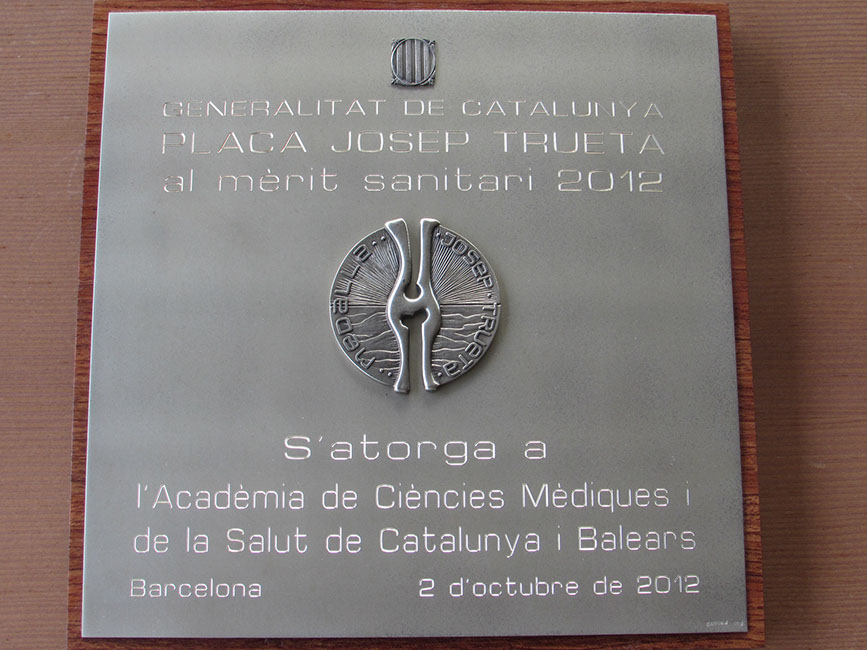 GENERALITAT DE CATALUNYA
PLACA JOSEP TRUETA
al mèrit sanitari 2012
MEDALLA JOSEP TRUETA
S'atorga a
l'Acadèmia de Ciències Mèdiques i
de la Salut de Catalunya i Balears
Barcelona 2 d'octubre de 2012